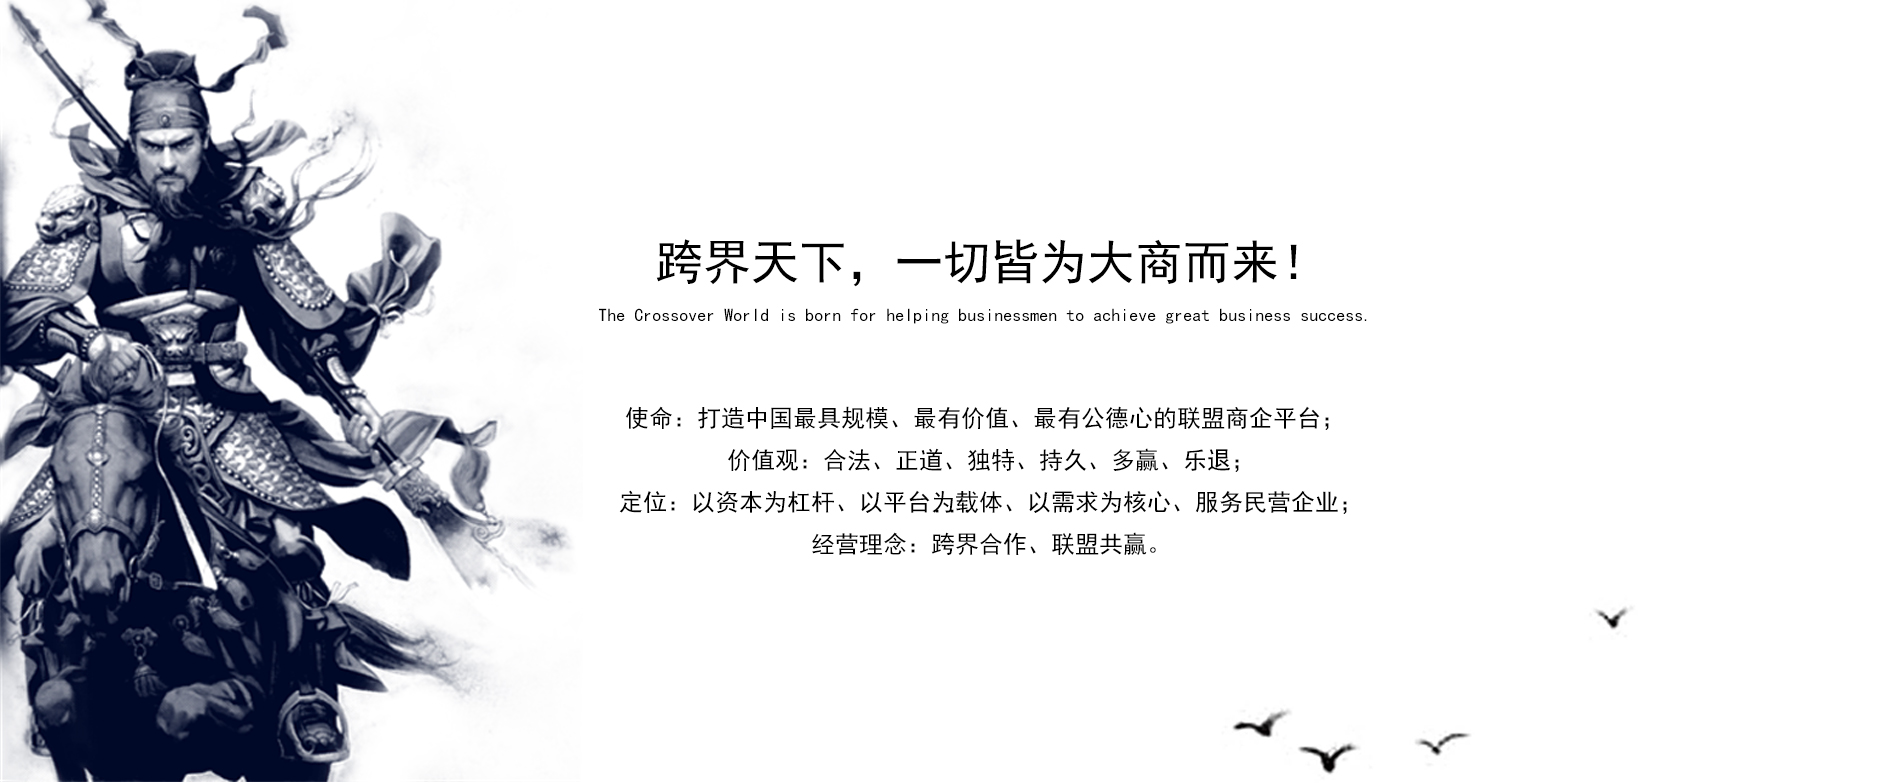 跨界天下，一切皆为大商而来！
The Crossover World is born for helping businessmen to achieve great business success.
使命：打造中国最具规模、最有价值、最有公德心的联盟商企平台；
价值观：合法、正道、独特、持久、多赢、乐退；
定位：以资本为杠杆、以平台为载体、以需求为核心、服务民营企业；
经营理念：跨界合作、联盟共赢。